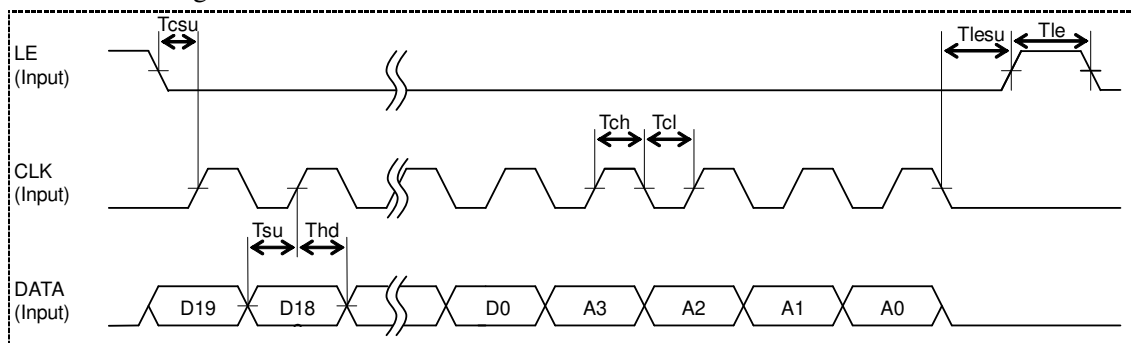 Tcsu
Tlesu
Tle
LE
(Input)
Tch
Tcl
CLK
(Input)
Tsu
Thd
DATA
(Input)
D19
D18
D0
A3
A2
A1
A0